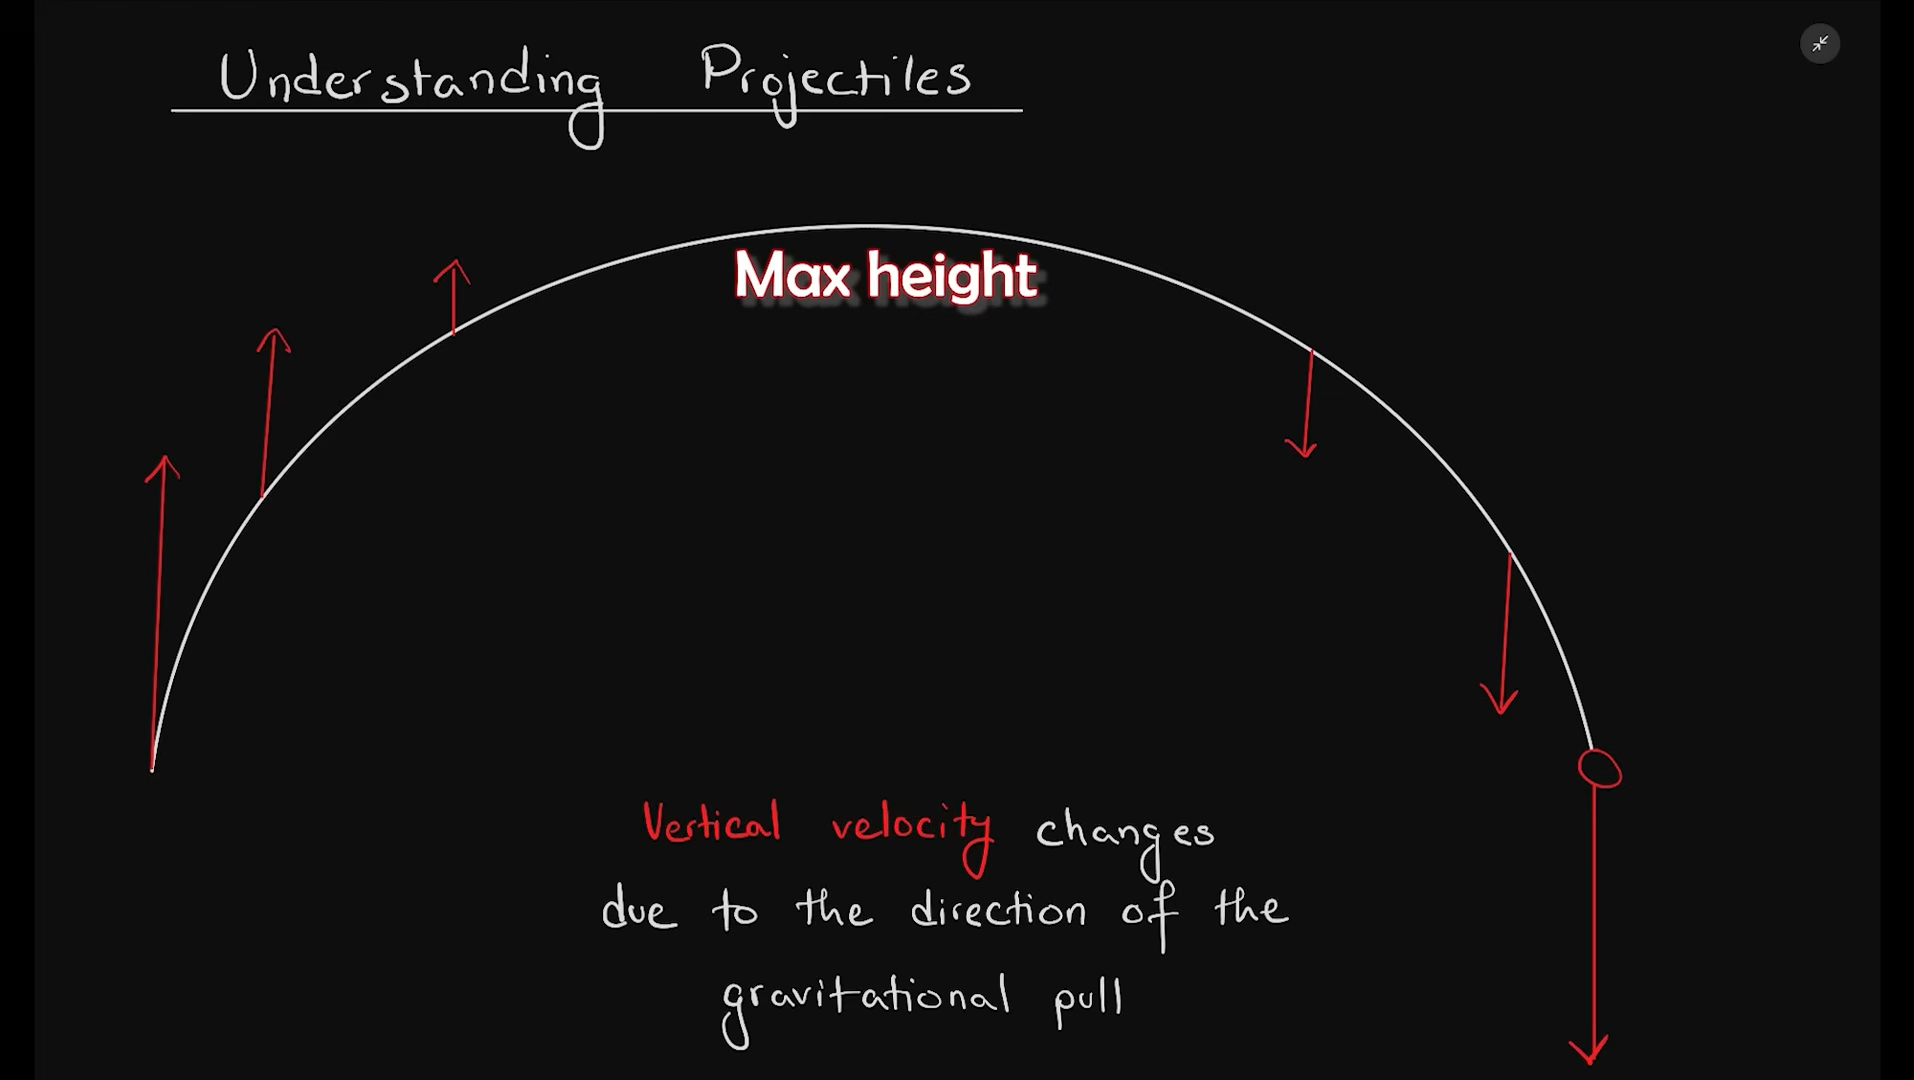 Understanding Projectiles
Max height
Vertical velocity changes
due to the direction of the
gravitational pull